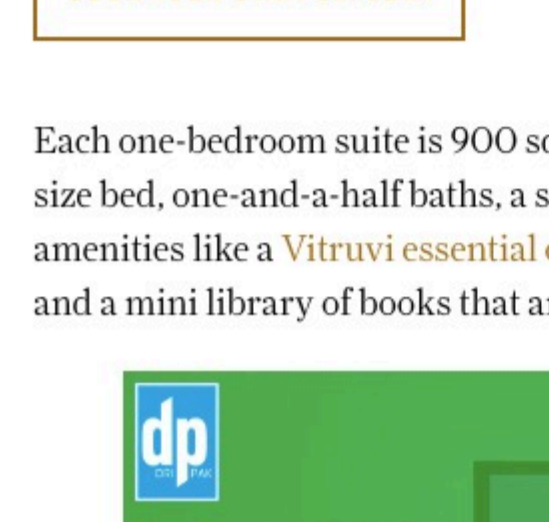 Each one-bedroom suite is 900
size bed, one-and-a-half baths, a
amenities like a Vitruvi essential
and a mini library of books that
dp
DRI PAK